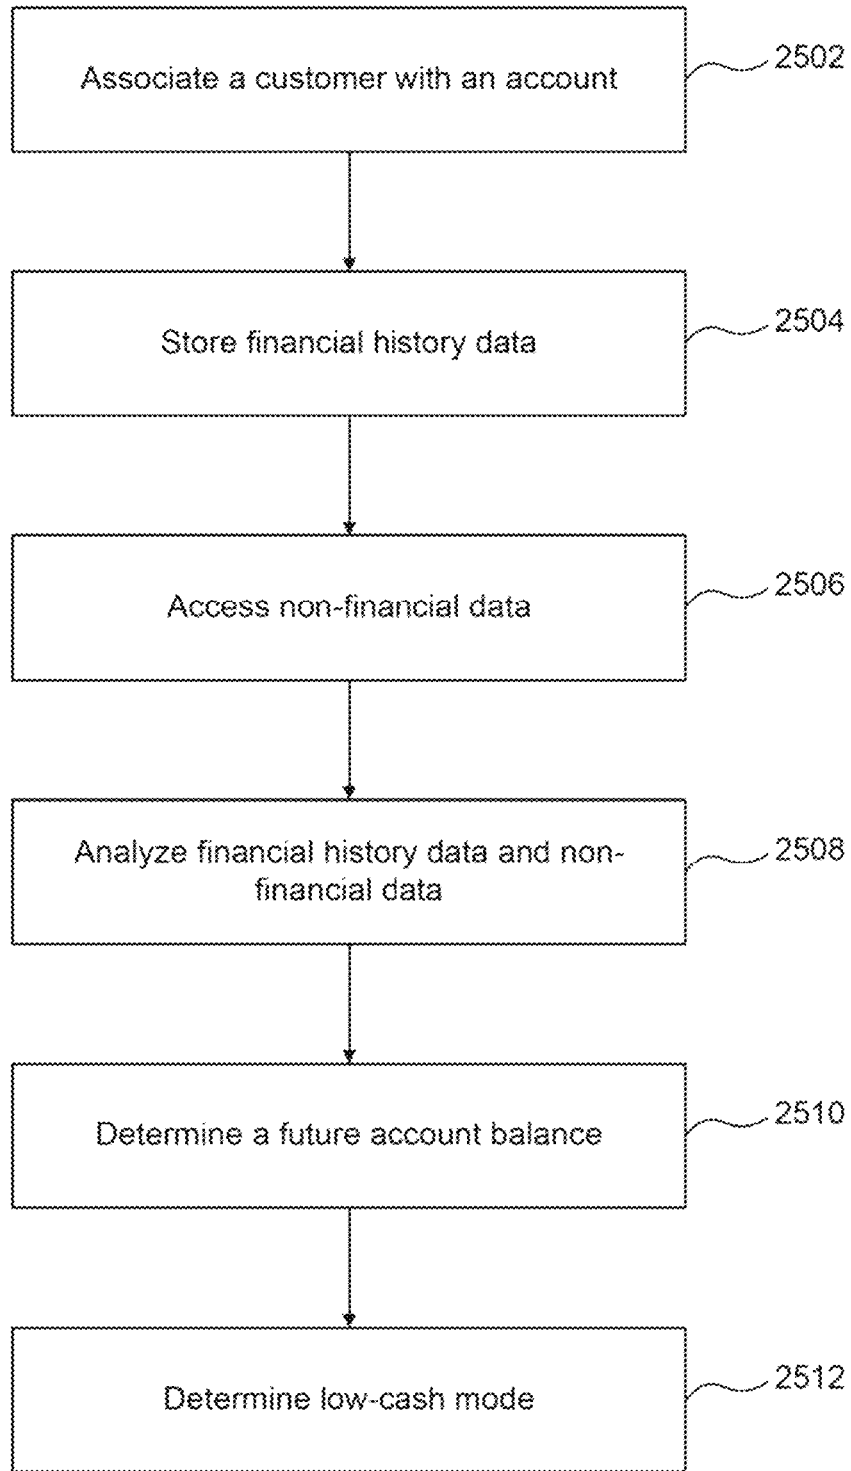 Associate a customer with an account
2502
Store financial history data
2504
Access non-financial data
2506
Analyze financial history data and non-
financial data
2508
Determine a future account balance
2510
Determine low-cash mode
2512